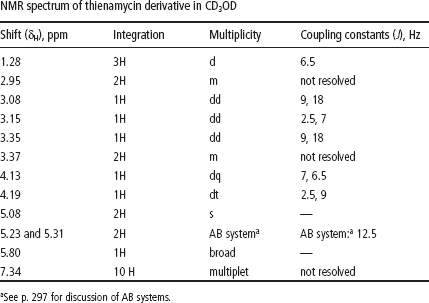 NMR spectrum of thienamycin derivative in CD₃OD
Shift (δH), ppm Integration Multiplicity Coupling constants (J), Hz
1.28 3H d 6.5
2.95 2H m not resolved
3.08 1H dd 9, 18
3.15 1H dd 2.5, 7
3.35 1H dd 9, 18
3.37 2H m not resolved
4.13 1H dq 7, 6.5
4.19 1H dt 2.5, 9
5.08 2H s —
5.23 and 5.31 2H AB systemᵃ AB system:ᵃ 12.5
5.80 1H broad —
7.34 10 H multiplet not resolved
ᵃSee p. 297 for discussion of AB systems.